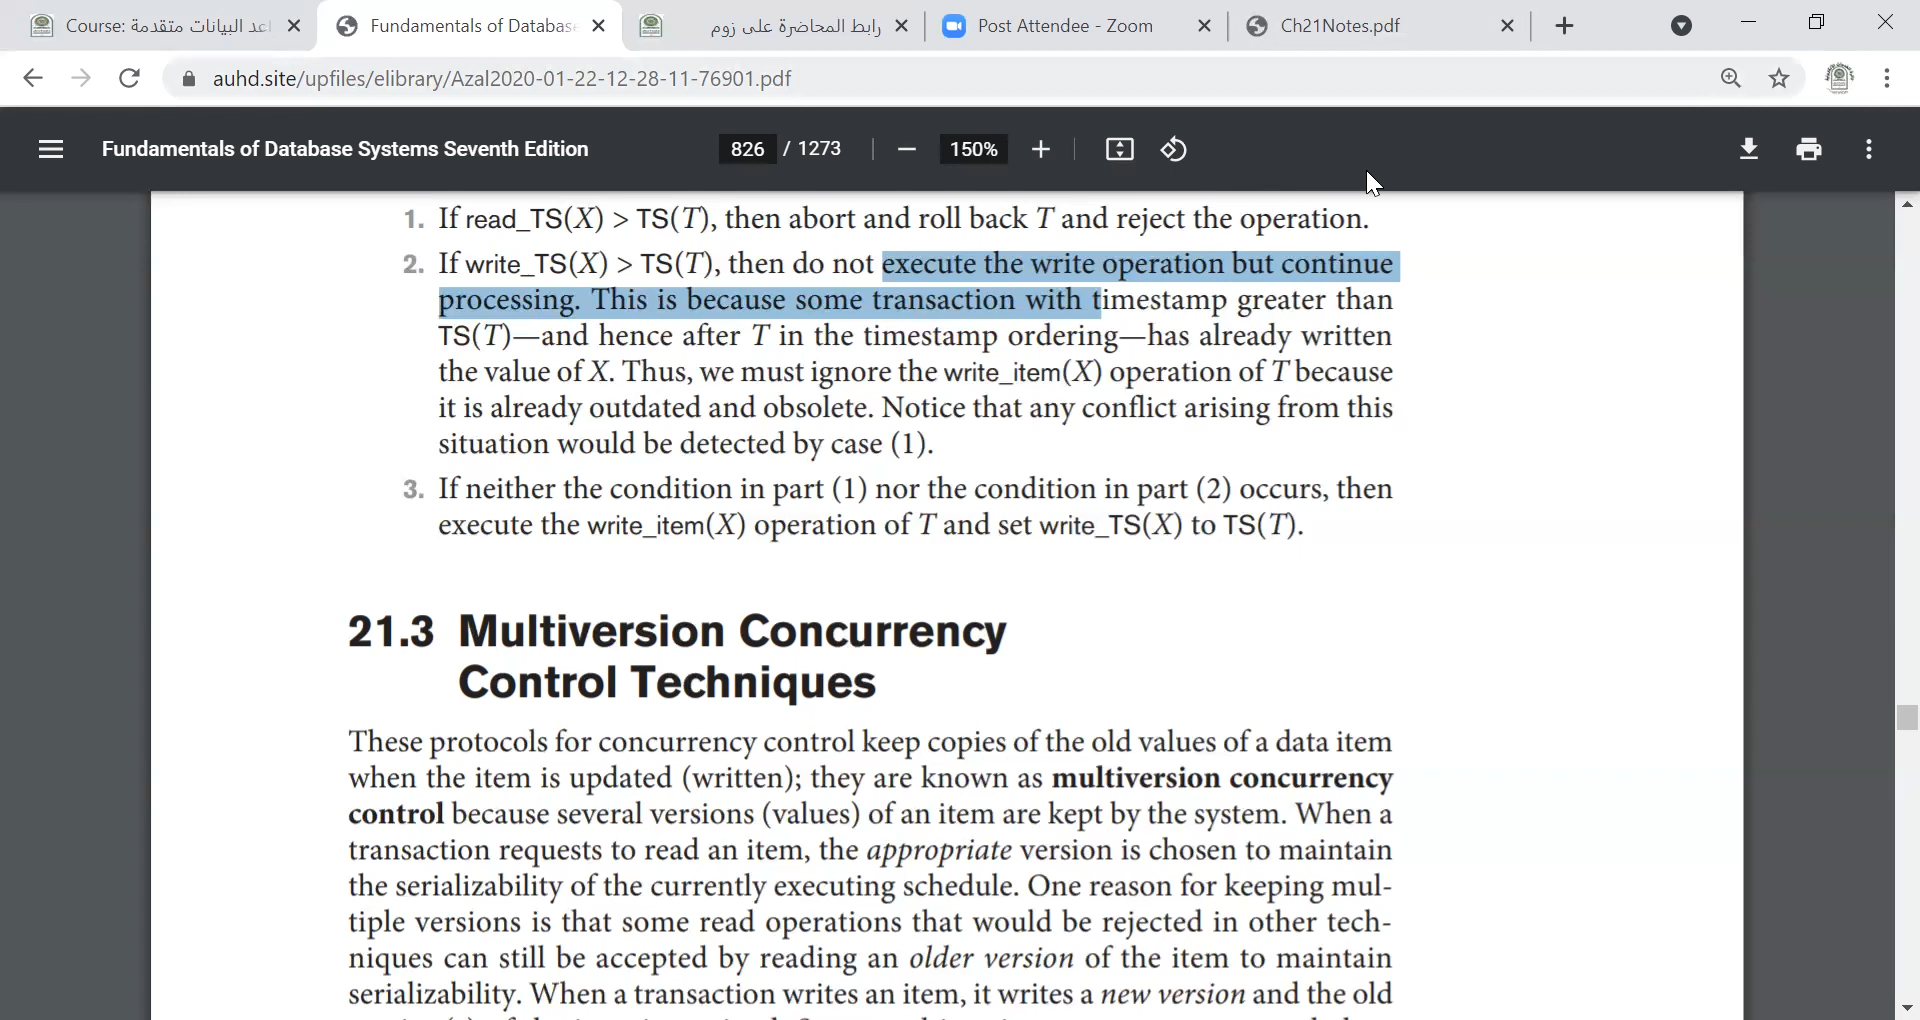 Course: قواعد البيانات متقدمة
Fundamentals of Database
رابط المحاضرة على زوم
Post Attendee - Zoom
Ch21Notes.pdf
auhd.site/upfiles/elibrary/Azal2020-01-22-12-28-11-76901.pdf
Fundamentals of Database Systems Seventh Edition
826 / 1273
150%
1. If read_TS(X) > TS(T), then abort and roll back T and reject the operation.
2. If write_TS(X) > TS(T), then do not execute the write operation but continue
processing. This is because some transaction with timestamp greater than
TS(T)—and hence after T in the timestamp ordering—has already written
the value of X. Thus, we must ignore the write_item(X) operation of T because
it is already outdated and obsolete. Notice that any conflict arising from this
situation would be detected by case (1).
3. If neither the condition in part (1) nor the condition in part (2) occurs, then
execute the write_item(X) operation of T and set write_TS(X) to TS(T).
21.3 Multiversion Concurrency
Control Techniques
These protocols for concurrency control keep copies of the old values of a data item
when the item is updated (written); they are known as multiversion concurrency
control because several versions (values) of an item are kept by the system. When a
transaction requests to read an item, the appropriate version is chosen to maintain
the serializability of the currently executing schedule. One reason for keeping mul-
tiple versions is that some read operations that would be rejected in other tech-
niques can still be accepted by reading an older version of the item to maintain
serializability. When a transaction writes an item, it writes a new version and the old